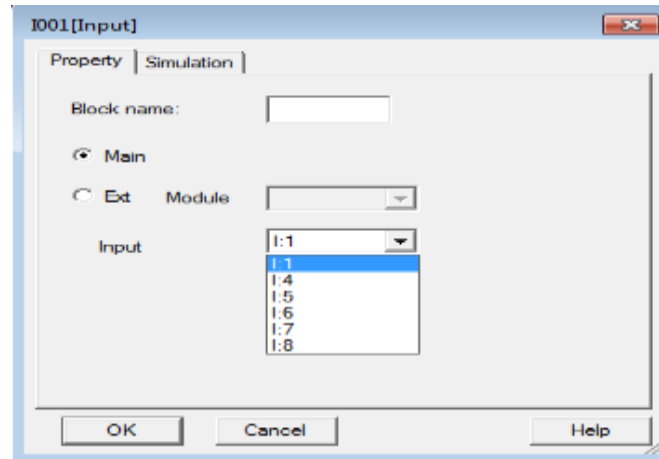 I001[Input]
Property Simulation
Block name:
Main
Ext Module
Input I:1
I:1
I:4
I:5
I:6
I:7
I:8
OK Cancel Help